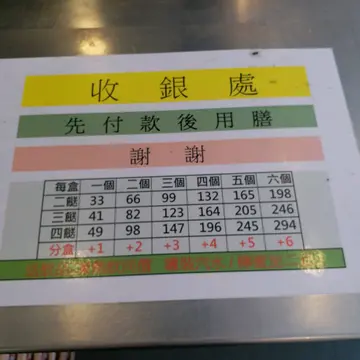 收銀處
先付款後用膳
謝謝
每盒 一個 二個 三個 四個 五個 六個
二餸 33 66 99 132 165 198
三餸 41 82 123 164 205 246
四餸 49 98 147 196 245 294
分盒 +1 +2 +3 +4 +5 +6